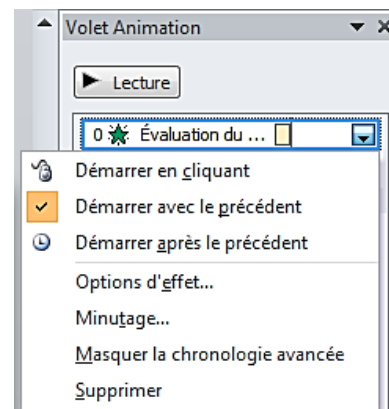 Volet Animation
Lecture
0 Évaluation du ...
Démarrer en cliquant
Démarrer avec le précédent
Démarrer après le précédent
Options d'effet...
Minutage...
Masquer la chronologie avancée
Supprimer